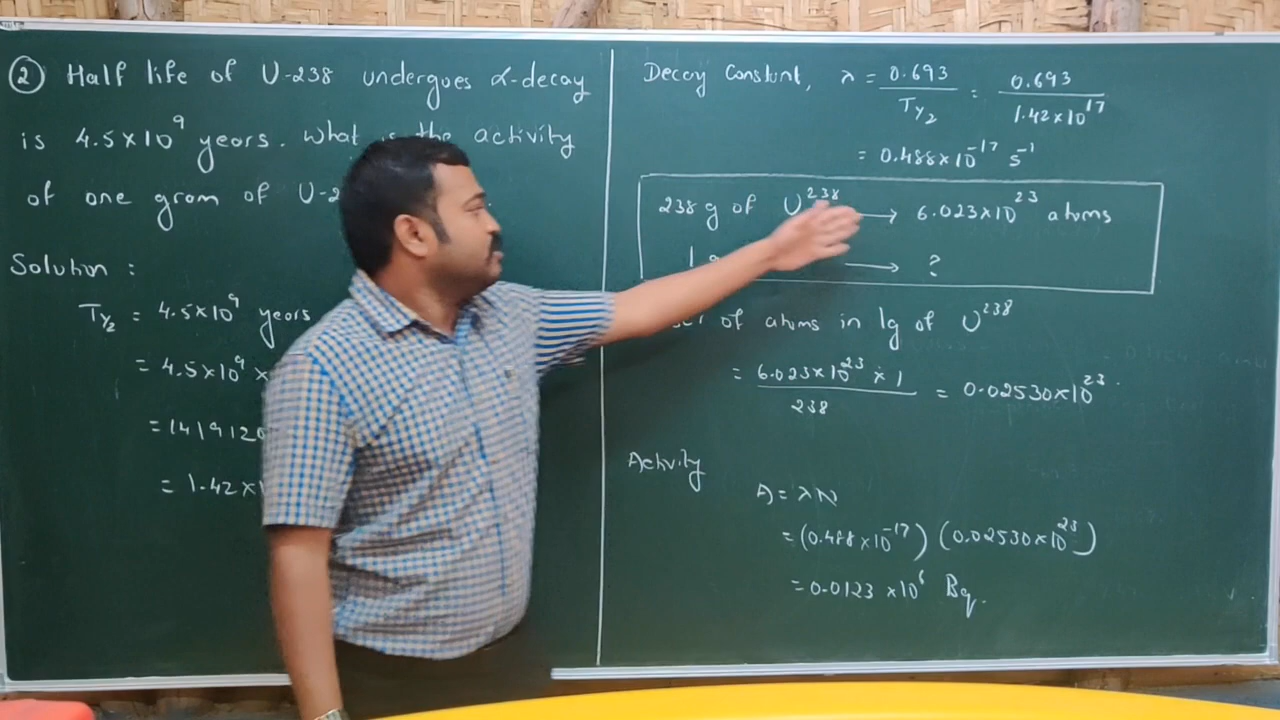 ② Half life of U-238 undergoes α-decay
is 4.5×10⁹ years. What is the activity
of one gram of U-2
Solution :
T½ = 4.5×10⁹ years
= 4.5×10⁹ ×
= 1419120
= 1.42×1
Decay Constant, λ = 0.693 / T½ = 0.693 / 1.42×10¹⁷
= 0.488×10⁻¹⁷ s⁻¹
238 g of U²³⁸ → 6.023×10²³ atoms
1 g → ?
of atoms in 1g of U²³⁸
= 6.023×10²³ × 1 / 238 = 0.02530×10²³.
Activity
A = λN
= (0.488×10⁻¹⁷) (0.02530×10²³)
= 0.0123 ×10⁶ Bq.